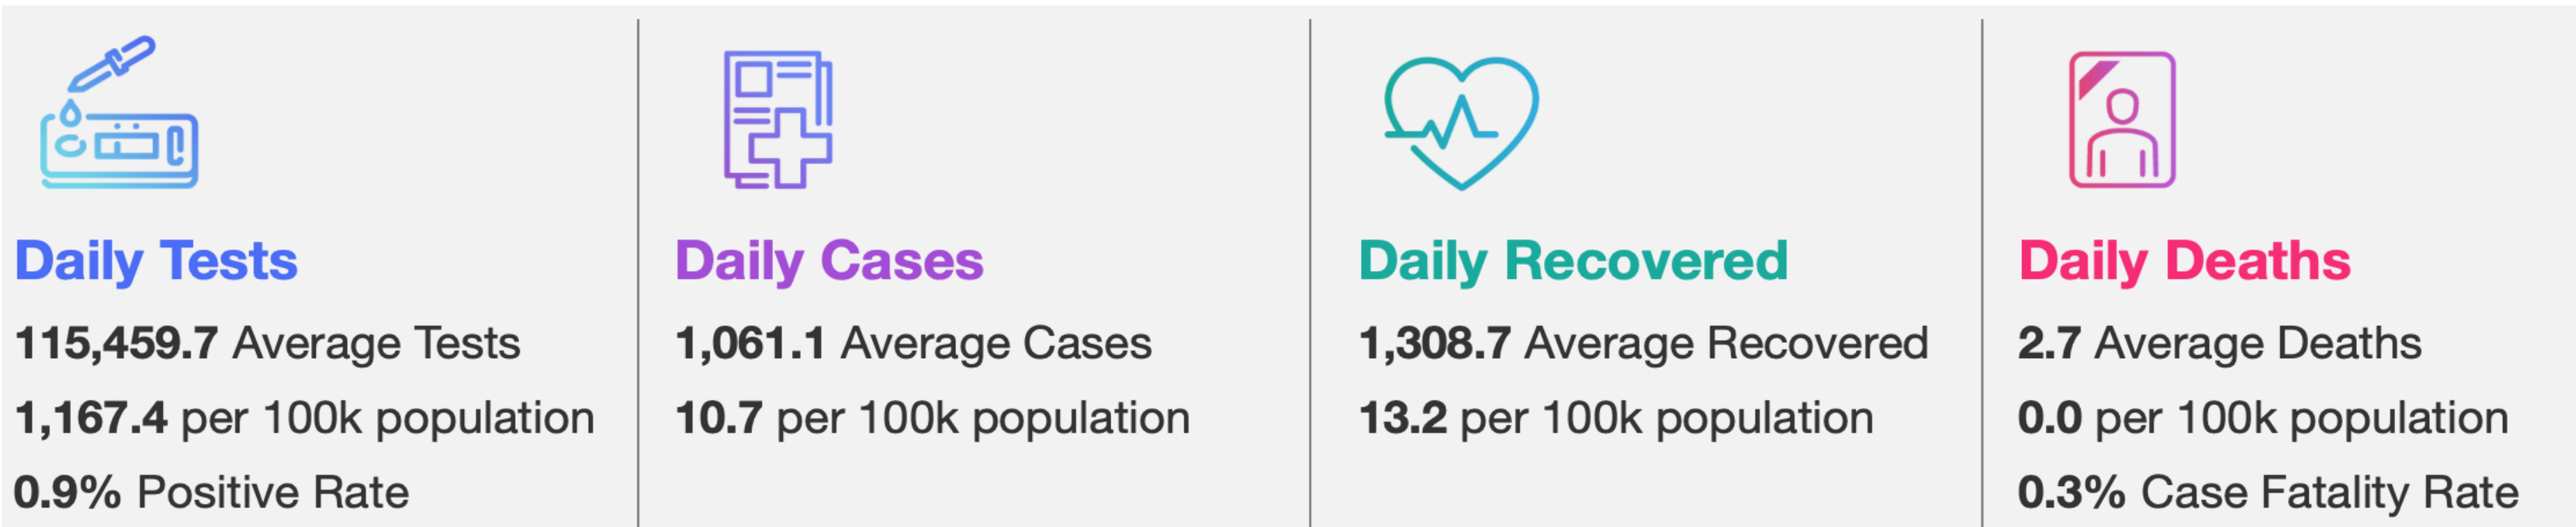 Daily Tests
115,459.7 Average Tests
1,167.4 per 100k population
0.9% Positive Rate
Daily Cases
1,061.1 Average Cases
10.7 per 100k population
Daily Recovered
1,308.7 Average Recovered
13.2 per 100k population
Daily Deaths
2.7 Average Deaths
0.0 per 100k population
0.3% Case Fatality Rate